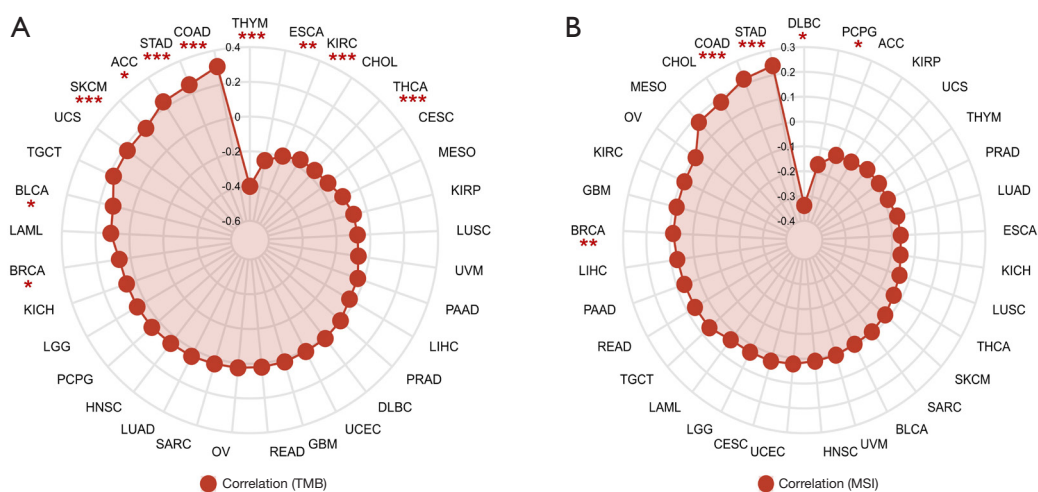 A
THYM
***
ESCA
**
KIRC
***
CHOL
THCA
***
CESC
MESO
KIRP
LUSC
UVM
PAAD
LIHC
PRAD
DLBC
UCEC
GBM
READ
OV
SARC
LUAD
HNSC
PCPG
LGG
KICH
BRCA
*
LAML
BLCA
*
TGCT
UCS
SKCM
***
ACC
*
STAD
***
COAD
***
0.4
0.2
0
-0.2
-0.4
-0.6
Correlation (TMB)
B
DLBC
*
PCPG
*
ACC
KIRP
UCS
THYM
PRAD
LUAD
ESCA
KICH
LUSC
THCA
SKCM
SARC
BLCA
UVM
HNSC
UCEC
CESC
LGG
LAML
TGCT
READ
PAAD
LIHC
BRCA
**
GBM
KIRC
OV
MESO
CHOL
COAD
***
STAD
***
0.3
0.2
0.1
0
-0.1
-0.2
-0.3
-0.4
Correlation (MSI)